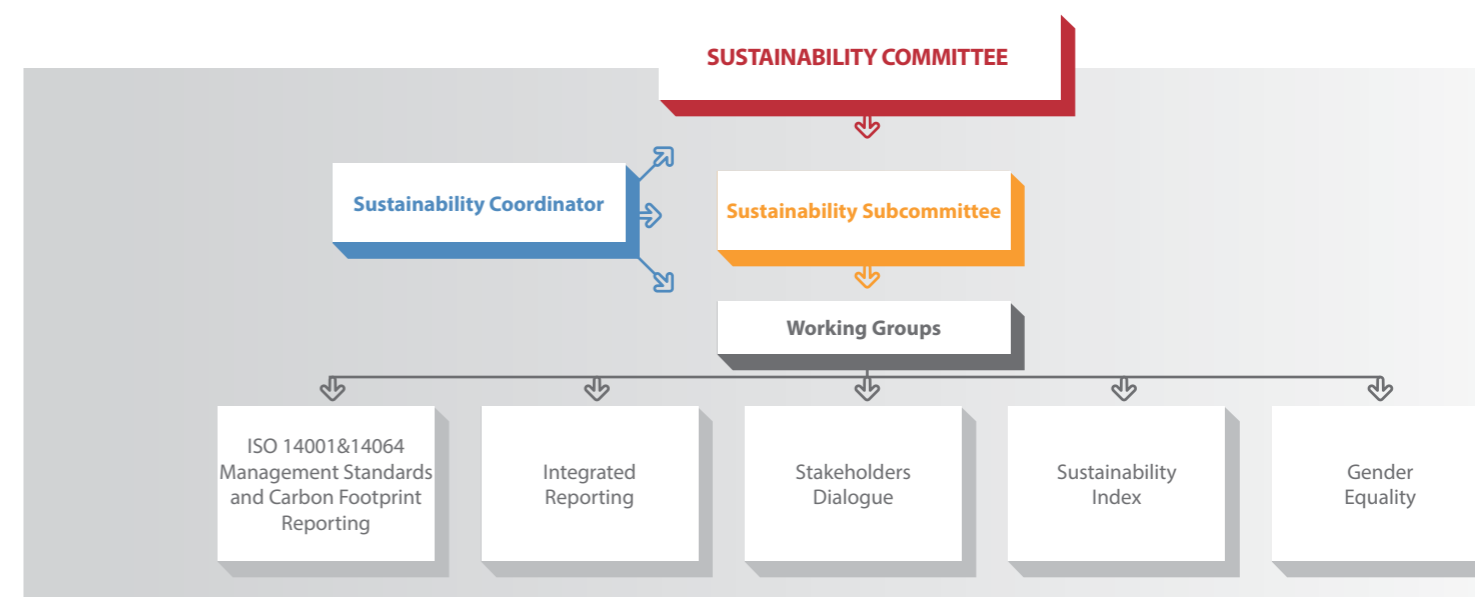 SUSTAINABILITY COMMITTEE
Sustainability Coordinator
Sustainability Subcommittee
Working Groups
ISO 14001&14064
Management Standards
and Carbon Footprint
Reporting
Integrated
Reporting
Stakeholders
Dialogue
Sustainability
Index
Gender
Equality